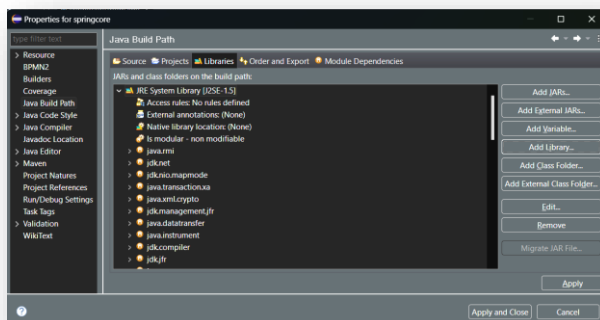 Properties for springcore
type filter text
Resource
BPMN2
Builders
Coverage
Java Build Path
Java Code Style
Java Compiler
Javadoc Location
Java Editor
Maven
Project Natures
Project References
Run/Debug Settings
Task Tags
Validation
WikiText
Java Build Path
Source Projects Libraries Order and Export Module Dependencies
JARs and class folders on the build path:
JRE System Library [J2SE-1.5]
Access rules: No rules defined
External annotations: (None)
Native library location: (None)
Is modular - non modifiable
java.rmi
jdk.net
jdk.nio.mapmode
java.transaction.xa
java.xml.crypto
jdk.management.jfr
java.datatransfer
java.instrument
jdk.compiler
jdk.jfr
Add JARs...
Add External JARs...
Add Variable...
Add Library...
Add Class Folder...
Add External Class Folder...
Edit...
Remove
Migrate JAR File...
Apply
Apply and Close
Cancel